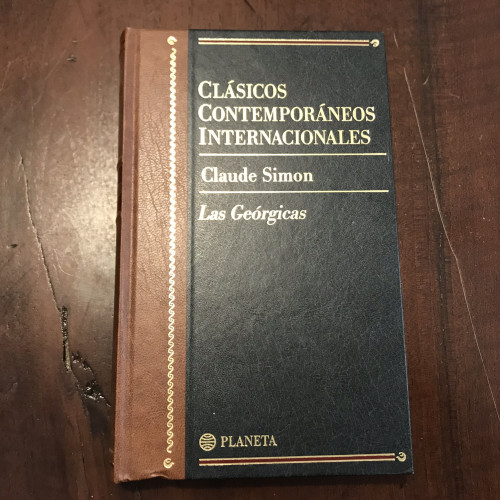 CLÁSICOS
CONTEMPORÁNEOS
INTERNACIONALES
Claude Simon
Las Geórgicas
PLANETA